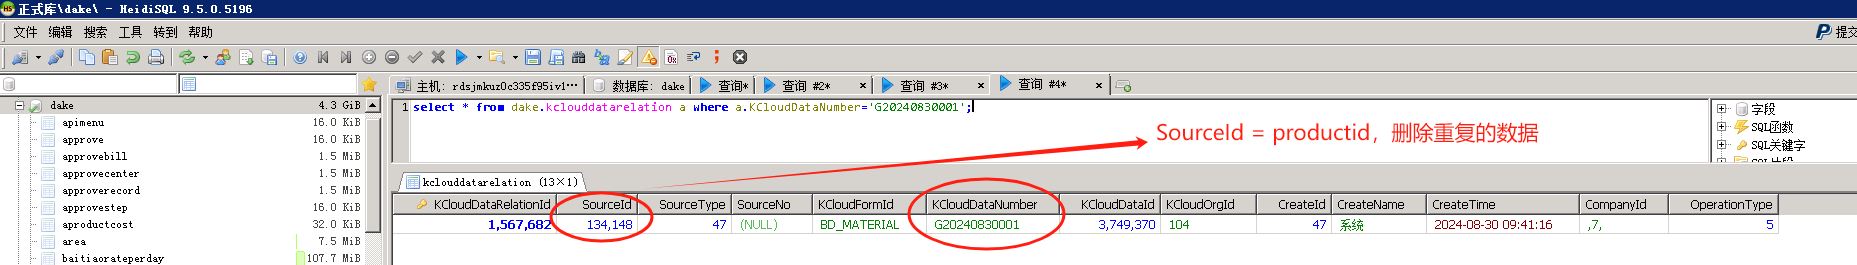 正式库\dake\ - HeidiSQL 9.5.0.5196
文件 编辑 搜索 工具 转到 帮助
提交
主机: rdsjmkuz0c335f95iv1… 数据库: dake 查询* 查询 #2* 查询 #3* 查询 #4*
dake 4.3 GiB
apimenu 16.0 KiB
approve 16.0 KiB
approvebill 1.5 MiB
approvecenter 1.5 MiB
approverecord 1.5 MiB
approvestep 16.0 KiB
aproductcost 32.0 KiB
area 7.5 MiB
baitiaorateperday 107.7 MiB
1 select * from dake.kclouddatarelation a where a.KCloudDataNumber='G20240830001';
SourceId = productid，删除重复的数据
字段
SQL函数
SQL关键字
kclouddatarelation (13×1)
KCloudDataRelationId SourceId SourceType SourceNo KCloudFormId KCloudDataNumber KCloudDataId KCloudOrgId CreateId CreateName CreateTime CompanyId OperationType
1,567,682 134,148 47 (NULL) BD_MATERIAL G20240830001 3,749,370 104 47 系统 2024-08-30 09:41:16 ,7, 5